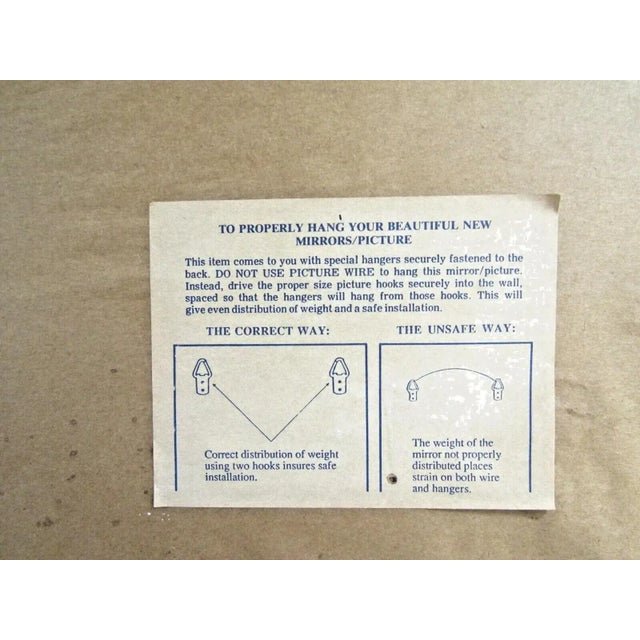 TO PROPERLY HANG YOUR BEAUTIFUL NEW
MIRRORS/PICTURE
This item comes to you with special hangers securely fastened to the
back. DO NOT USE PICTURE WIRE to hang this mirror/picture.
Instead, drive the proper size picture hooks securely into the wall,
spaced so that the hangers will hang from those hooks. This will
give even distribution of weight and a safe installation.
THE CORRECT WAY:
Correct distribution of weight
using two hooks insures safe
installation.
THE UNSAFE WAY:
The weight of the
mirror not properly
distributed places
strain on both wire
and hangers.